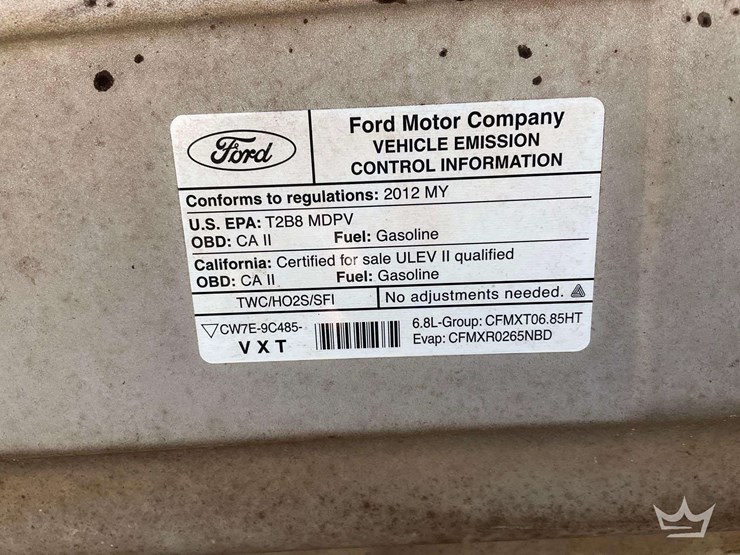 Ford
Ford Motor Company
VEHICLE EMISSION
CONTROL INFORMATION
Conforms to regulations: 2012 MY
U.S. EPA: T2B8 MDPV
OBD: CA II Fuel: Gasoline
California: Certified for sale ULEV II qualified
OBD: CA II Fuel: Gasoline
TWC/HO2S/SFI No adjustments needed.
CW7E-9C485-
V X T
6.8L-Group: CFMXT06.85HT
Evap: CFMXR0265NBD